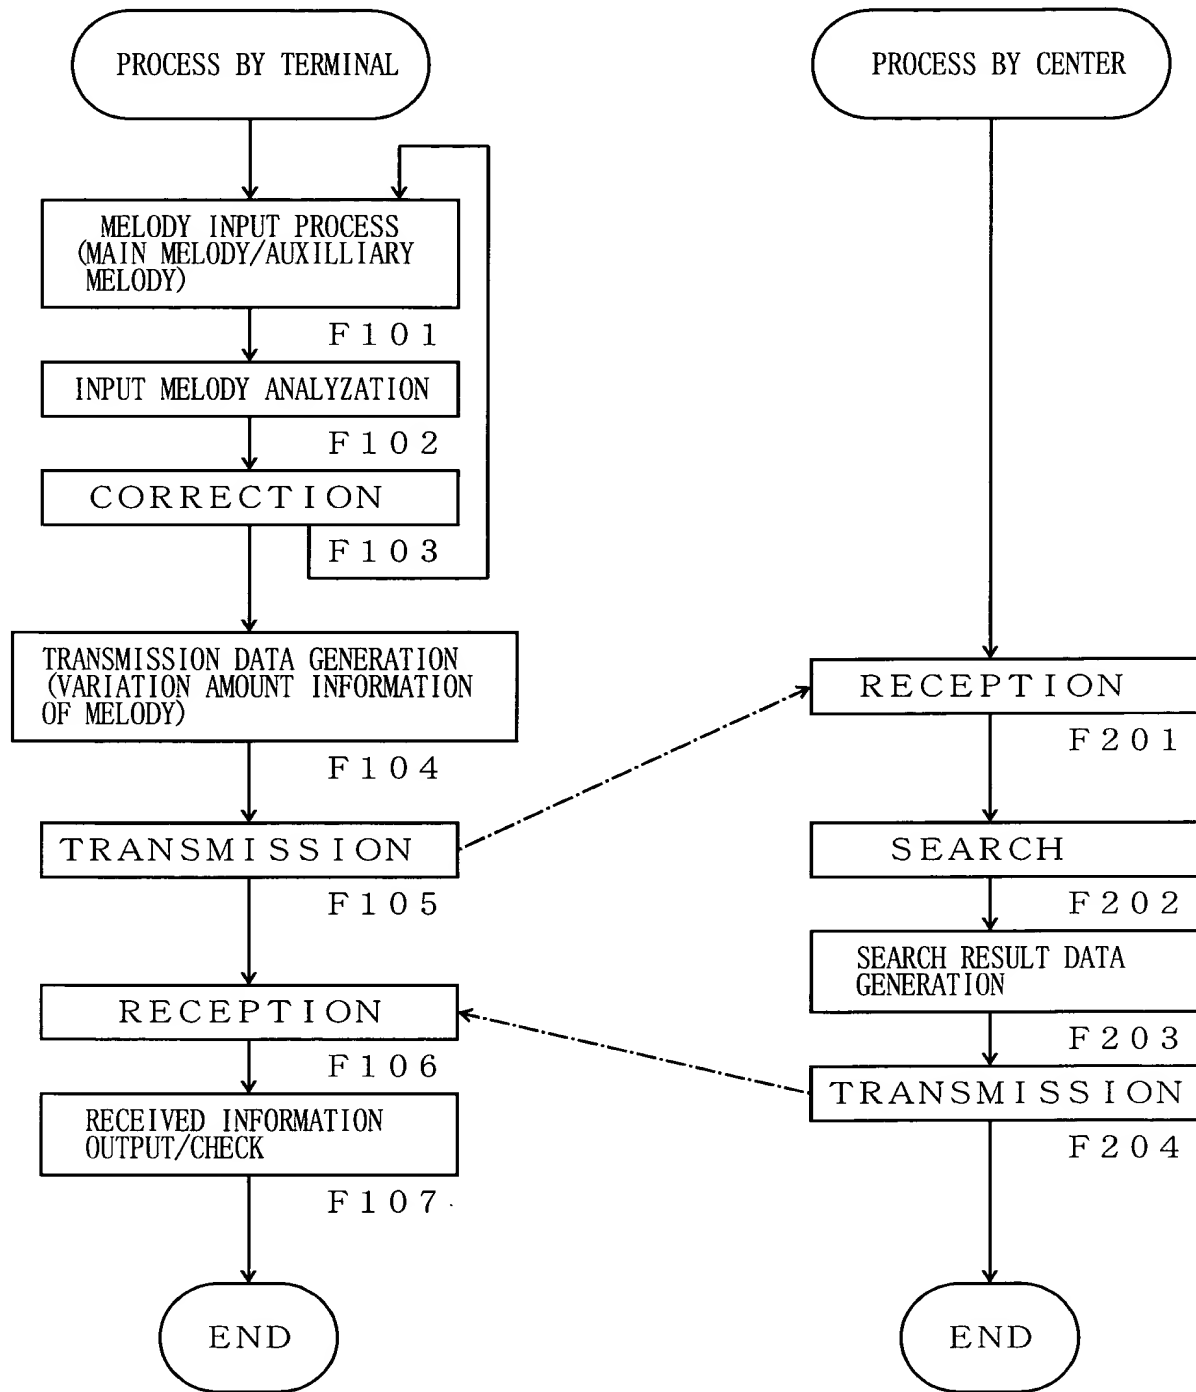 PROCESS BY TERMINAL
MELODY INPUT PROCESS
(MAIN MELODY/AUXILLIARY
MELODY)
F101
INPUT MELODY ANALYZATION
F102
CORRECTION
F103
TRANSMISSION DATA GENERATION
(VARIATION AMOUNT INFORMATION
OF MELODY)
F104
TRANSMISSION
F105
RECEPTION
F106
RECEIVED INFORMATION
OUTPUT/CHECK
F107
END
PROCESS BY CENTER
RECEPTION
F201
SEARCH
F202
SEARCH RESULT DATA
GENERATION
F203
TRANSMISSION
F204
END